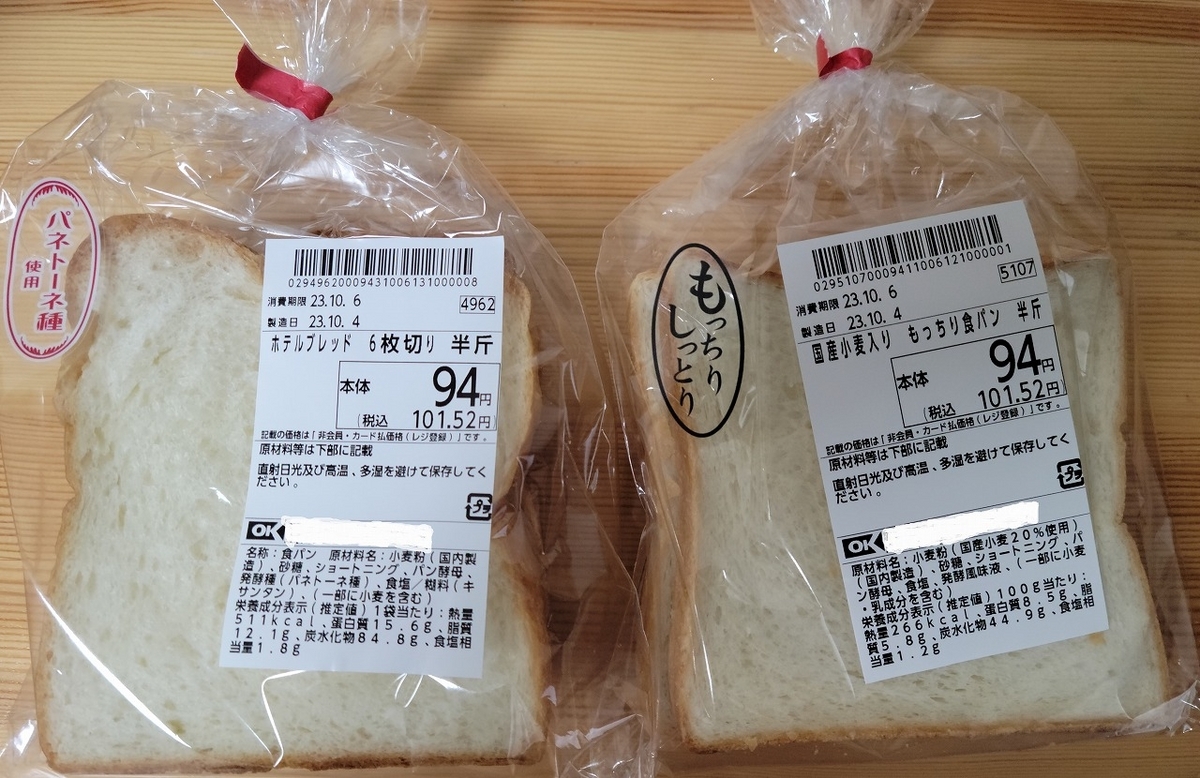 パネトーネ種
使用
0294962000943100613100008
消費期限 23.10. 6
4962
製造日 23.10. 4
ホテルブレッド 6枚切り 半斤
本体 94円
(税込 101.52円
記載の価格は「非会員・カード払価格(レジ登録)」です。
原材料等は下部に記載
直射日光及び高温、多湿を避けて保存してく
ださい。
プラ
OK
名称:食パン 原材料名:小麦粉(国内製
造)、砂糖、ショートニング、パン酵母、
発酵種(パネトーネ種)、食塩/糊料(キ
サンタン)、(一部に小麦を含む)
栄養成分表示(推定値)1袋当たり:熱量
511kcal、蛋白質15.6g、脂質
12.1g、炭水化物84.8g、食塩相
当量1.8g
もっちり
しっとり
02951070009411006121000001
消費期限 23.10. 6
5107
製造日 23.10. 4
国産小麦入り もっちり食パン 半斤
本体 94円
(税込 101.52円
記載の価格は「非会員・カード払価格(レジ登録)」です。
原材料等は下部に記載
直射日光及び高温、多湿を避けて保存してく
ださい。
プラ
OK
原材料名:小麦粉(国産小麦20%使用)
(国内製造)、砂糖、ショートニング、パ
ン酵母、食塩、発酵風味液、(一部に小麦
・乳成分を含む)
栄養成分表示(推定値)100g当たり:
熱量266kcal、蛋白質8.5g、脂
質5.8g、炭水化物44.9g、食塩相
当量1.2g